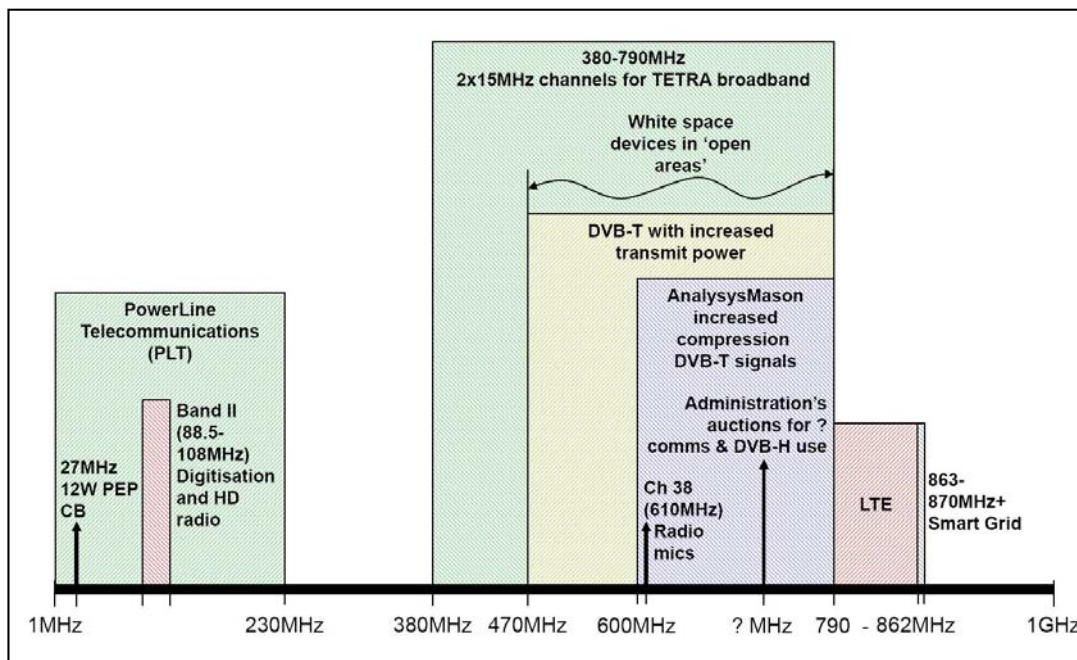 380-790MHz
2x15MHz channels for TETRA broadband
White space
devices in ‘open
areas’
DVB-T with increased
transmit power
PowerLine
Telecommunications
(PLT)
AnalysysMason
increased
compression
DVB-T signals
Band II
(88.5-
108MHz)
Digitisation
and HD
radio
Administration's
auctions for ?
comms & DVB-H use
27MHz
12W PEP
CB
Ch 38
(610MHz)
Radio
mics
LTE
863-
870MHz+
Smart Grid
1MHz 230MHz 380MHz 470MHz 600MHz ? MHz 790 - 862MHz 1GHz